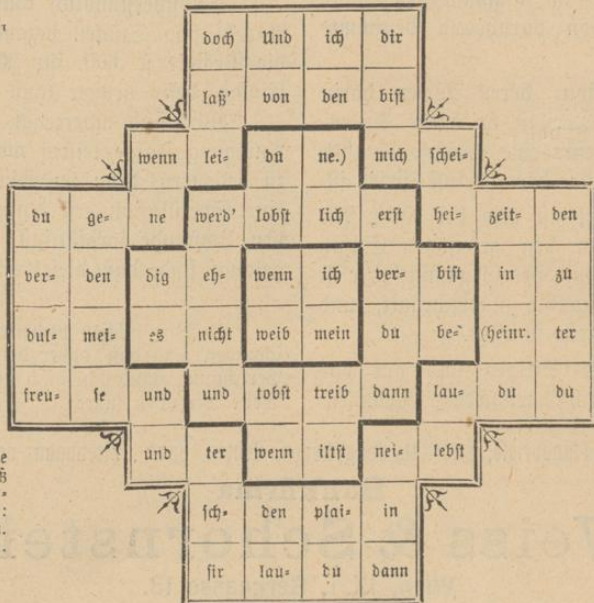 doch Und ich dir
laß' von den bist
wenn lei- du ne.) mich schei-
du ge- ne werd' lobst lich erst hei- zeit- den
ver- den dig eh- wenn ich ver- bist in zu
dul- mei- es nicht weib mein du be- (heinr. ter
freu- se und und tobst treib dann lau- du du
und ter wenn iltst nei- lebst
sch- den plai- in
sir lau- du dann